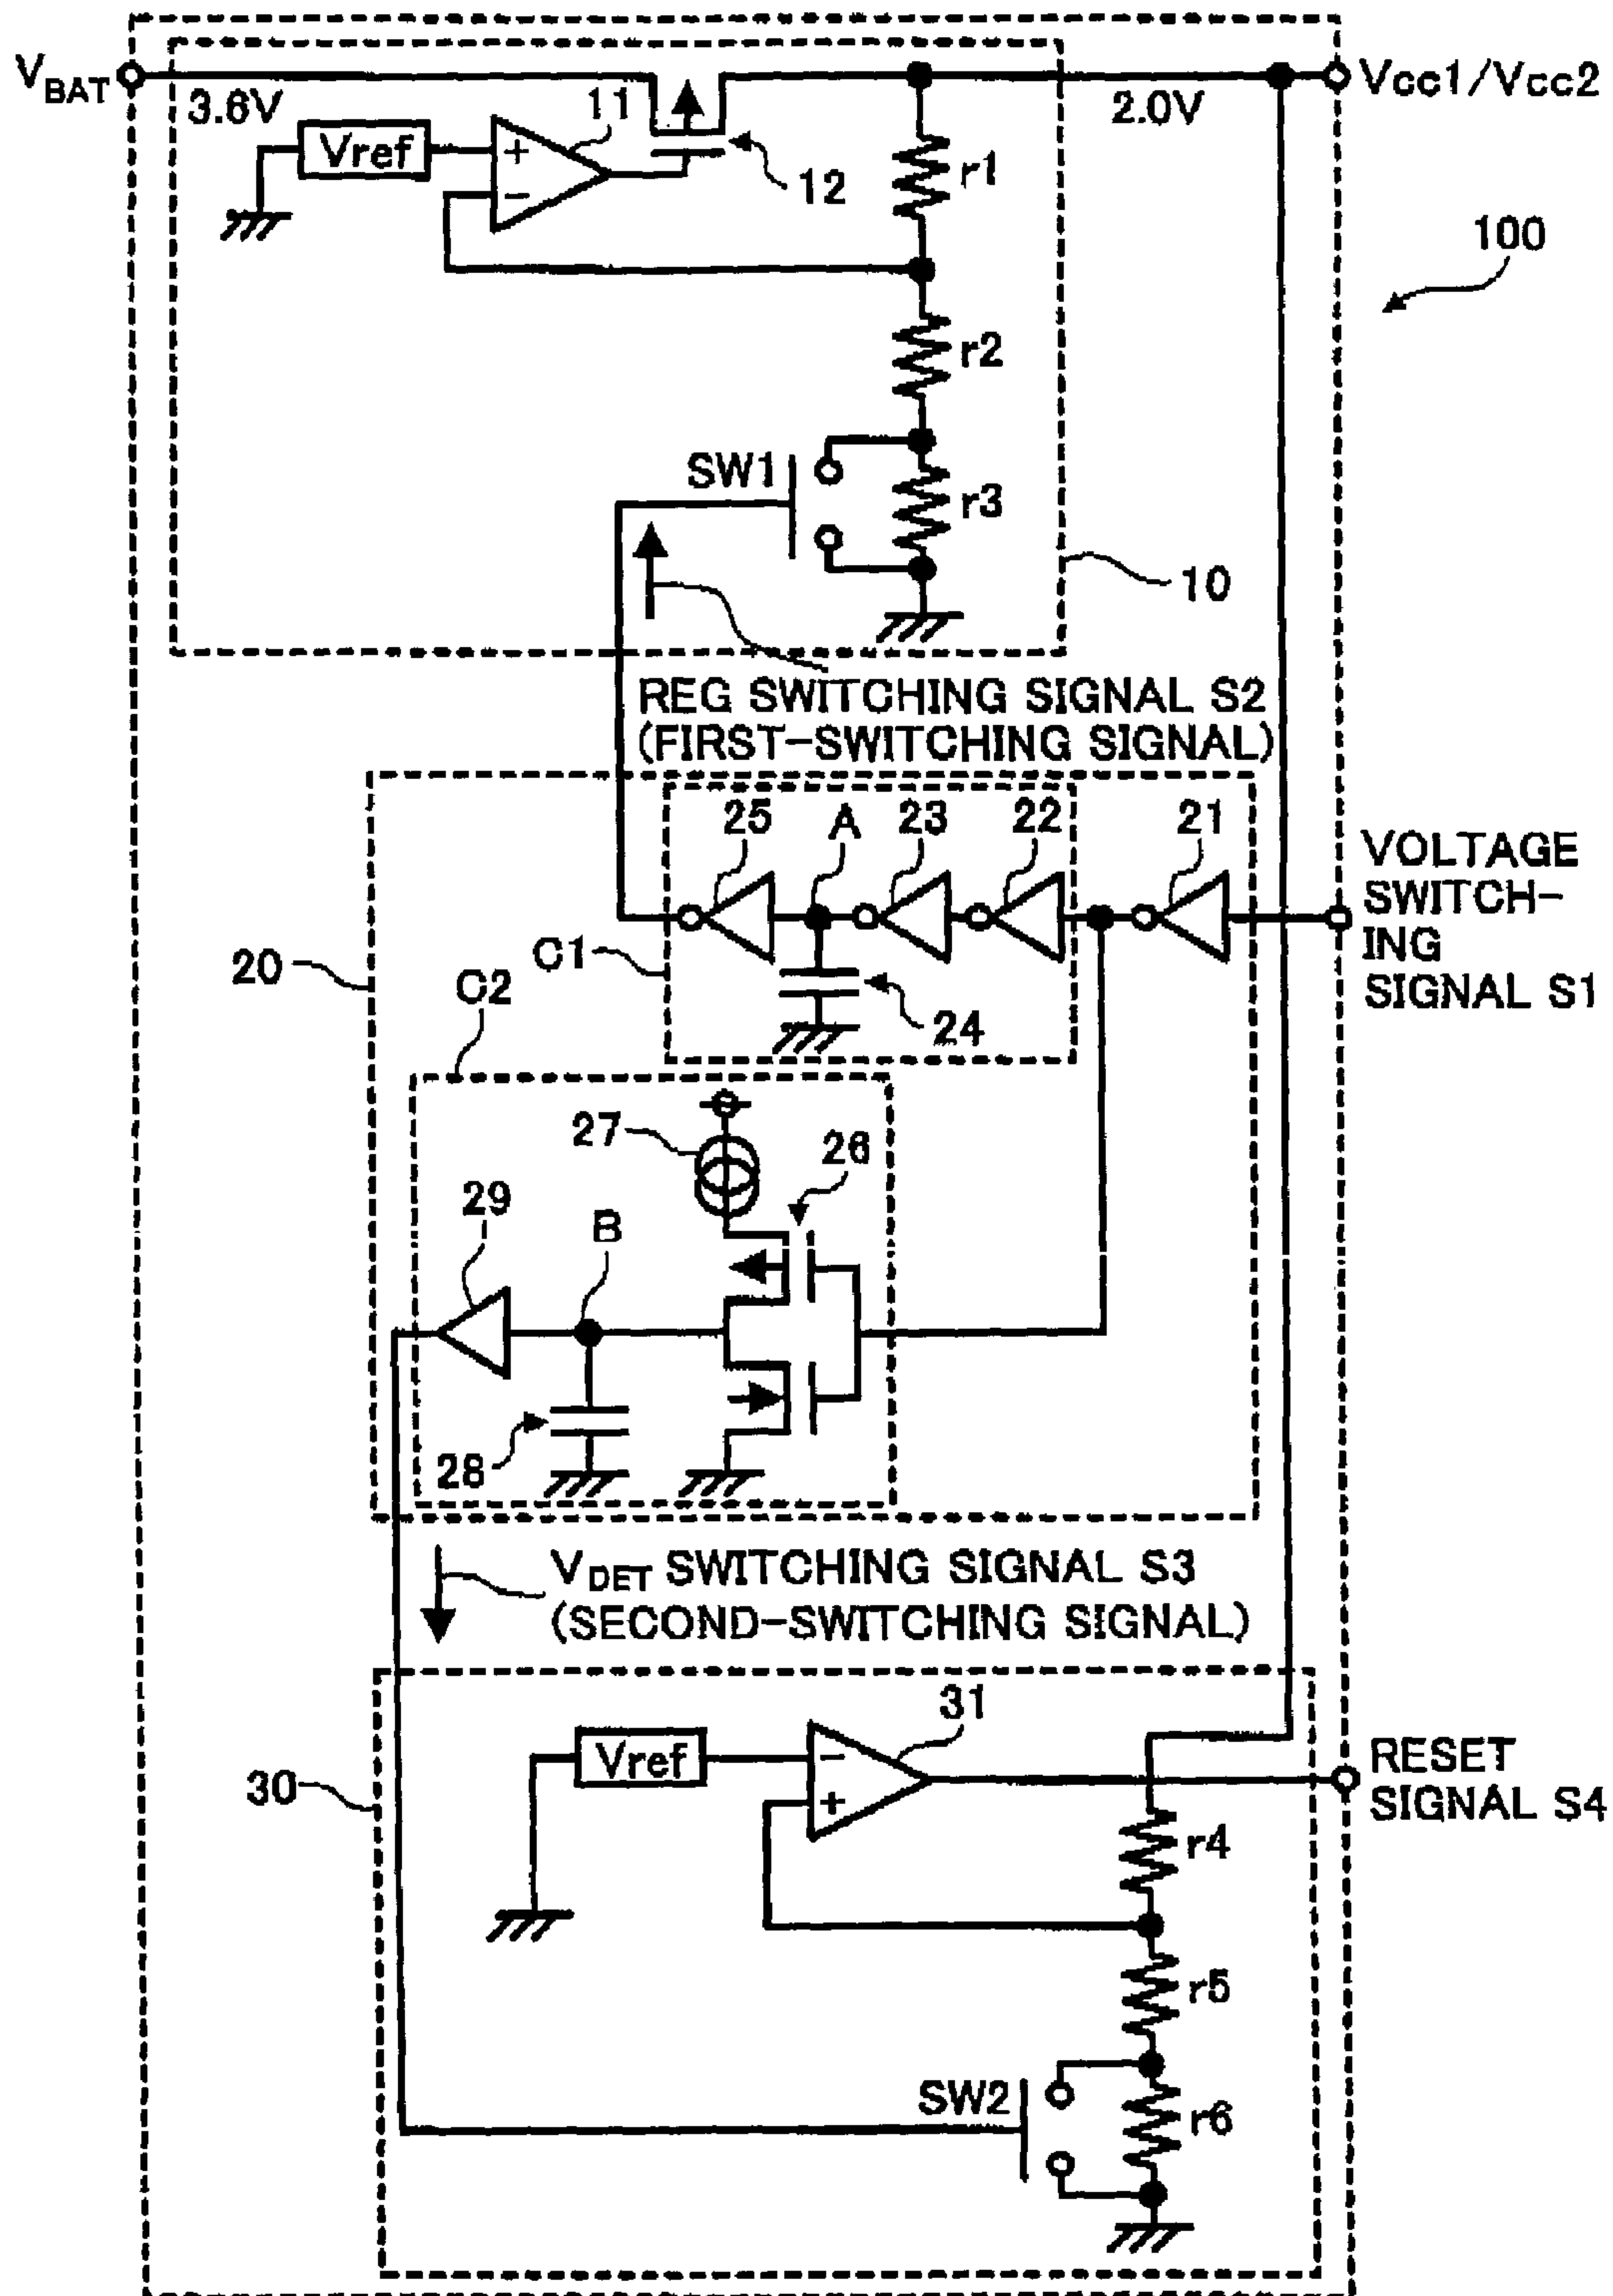 VBAT
3.6V
11
2.0V
Vcc1/Vcc2
Vref
+
−
12
r1
100
r2
SW1
r3
10
REG SWITCHING SIGNAL S2
(FIRST-SWITCHING SIGNAL)
25
A
23
22
21
VOLTAGE
SWITCH-
ING
SIGNAL S1
20
C1
C2
24
27
26
29
B
28
VDET SWITCHING SIGNAL S3
(SECOND-SWITCHING SIGNAL)
31
Vref
−
+
30
RESET
SIGNAL S4
r4
r5
SW2
r6